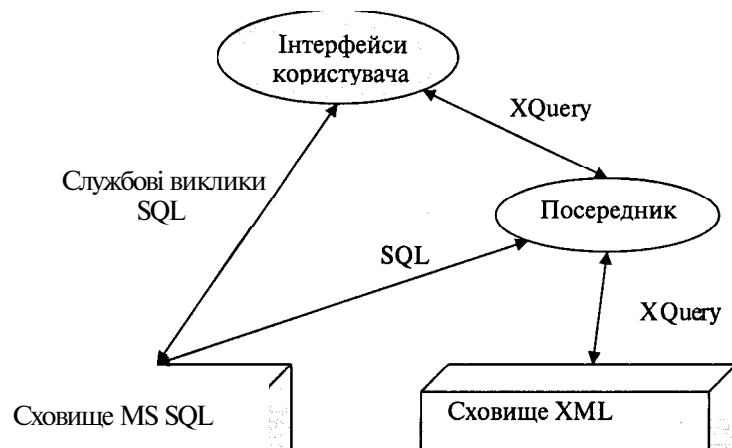 Інтерфейси
користувача
XQuery
Службові виклики
SQL
Посередник
SQL
XQuery
Сховище MS SQL
Сховище XML